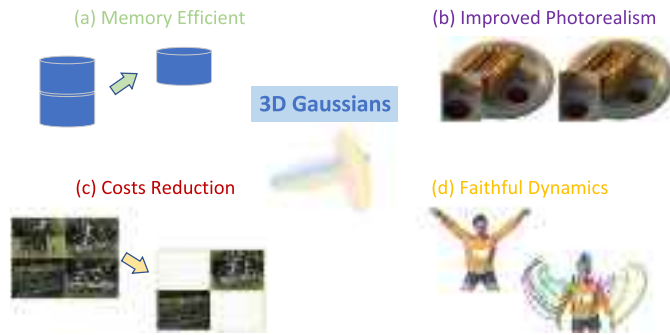 (a) Memory Efficient
(b) Improved Photorealism
3D Gaussians
(c) Costs Reduction
(d) Faithful Dynamics